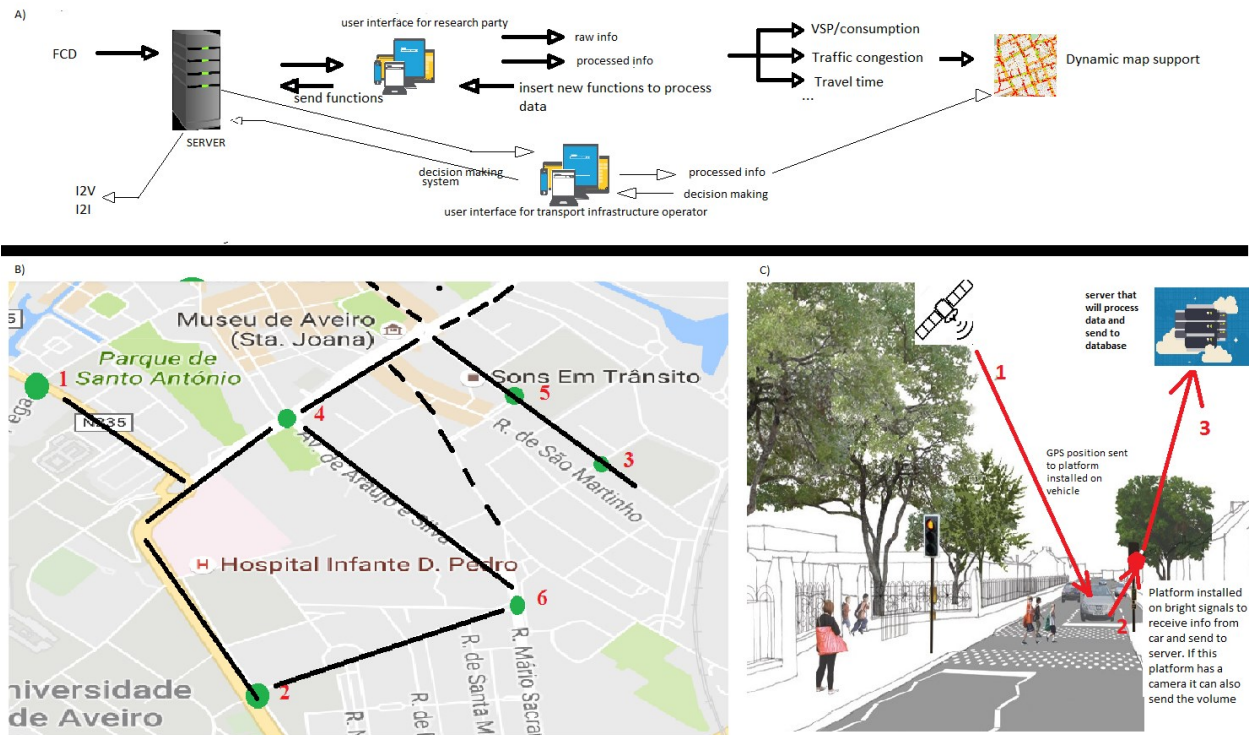 A)
user interface for research party
FCD
raw info
processed info
VSP/consumption
Traffic congestion
Travel time
...
Dynamic map support
send functions
insert new functions to process
data
SERVER
decision making
system
processed info
decision making
user interface for transport infrastructure operator
I2V
I2I
B)
Museu de Aveiro
(Sta. Joana)
Parque de
Santo António
1
N235
Sons Em Trânsito
5
4
R. de São Martinho
3
Av. de Araújo e Silva
Hospital Infante D. Pedro
H
6
R. Mário Sacra
R. de Santa M
2
niversidade
de Aveiro
C)
server that
will process
data and
send to
database
1
3
GPS position sent
to platform
installed on
vehicle
2
Platform installed
on bright signals to
receive info from
car and send to
server. If this
platform has a
camera it can also
send the volume